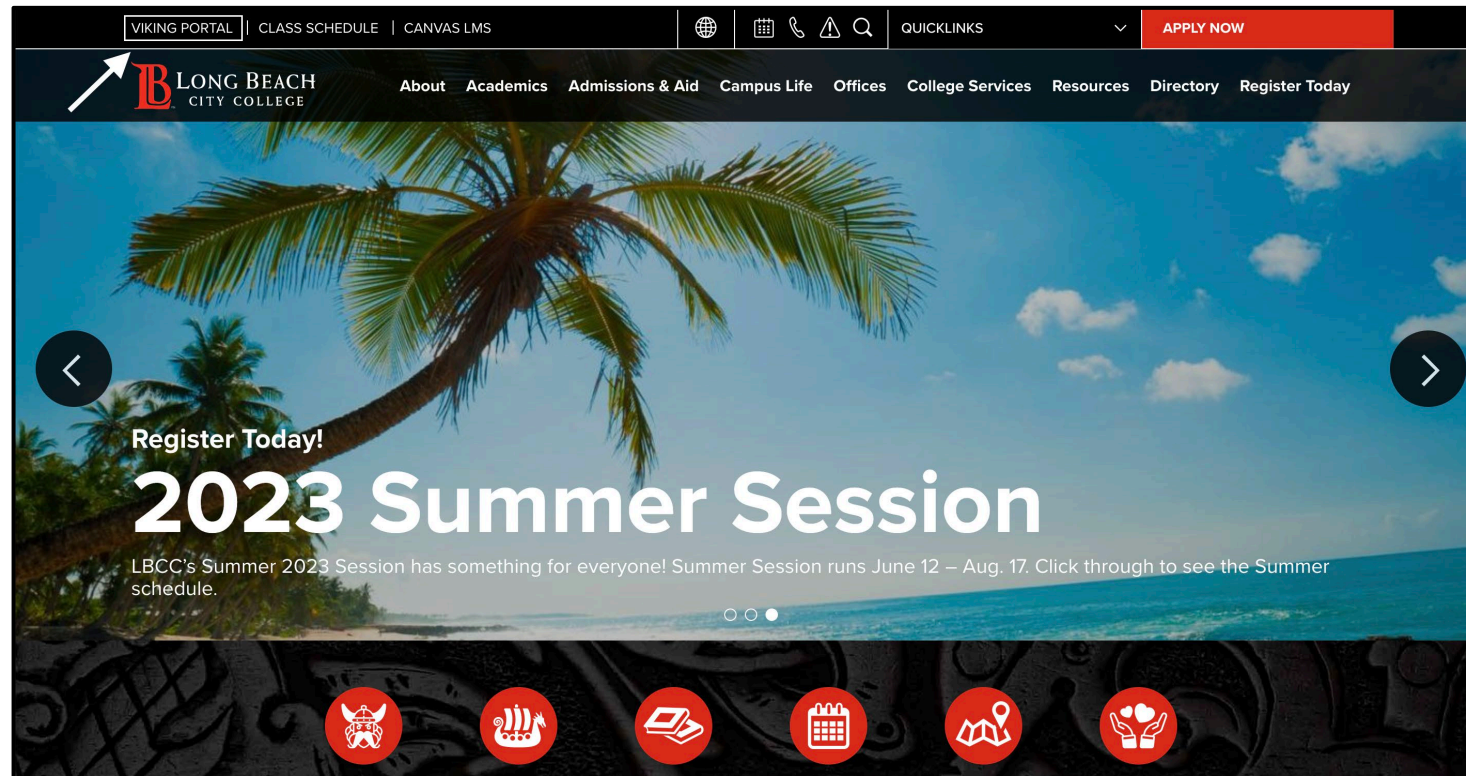 VIKING PORTAL | CLASS SCHEDULE | CANVAS LMS
QUICKLINKS
APPLY NOW
LB LONG BEACH
CITY COLLEGE
About Academics Admissions & Aid Campus Life Offices College Services Resources Directory Register Today
Register Today!
2023 Summer Session
LBCC’s Summer 2023 Session has something for everyone! Summer Session runs June 12 – Aug. 17. Click through to see the Summer
schedule.